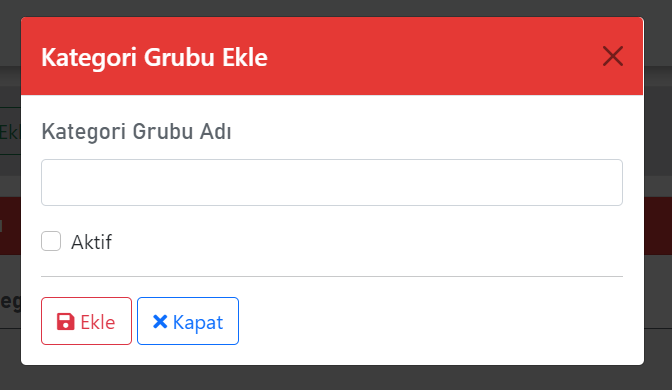 Kategori Grubu Ekle
Kategori Grubu Adı
Aktif
Ekle
Kapat